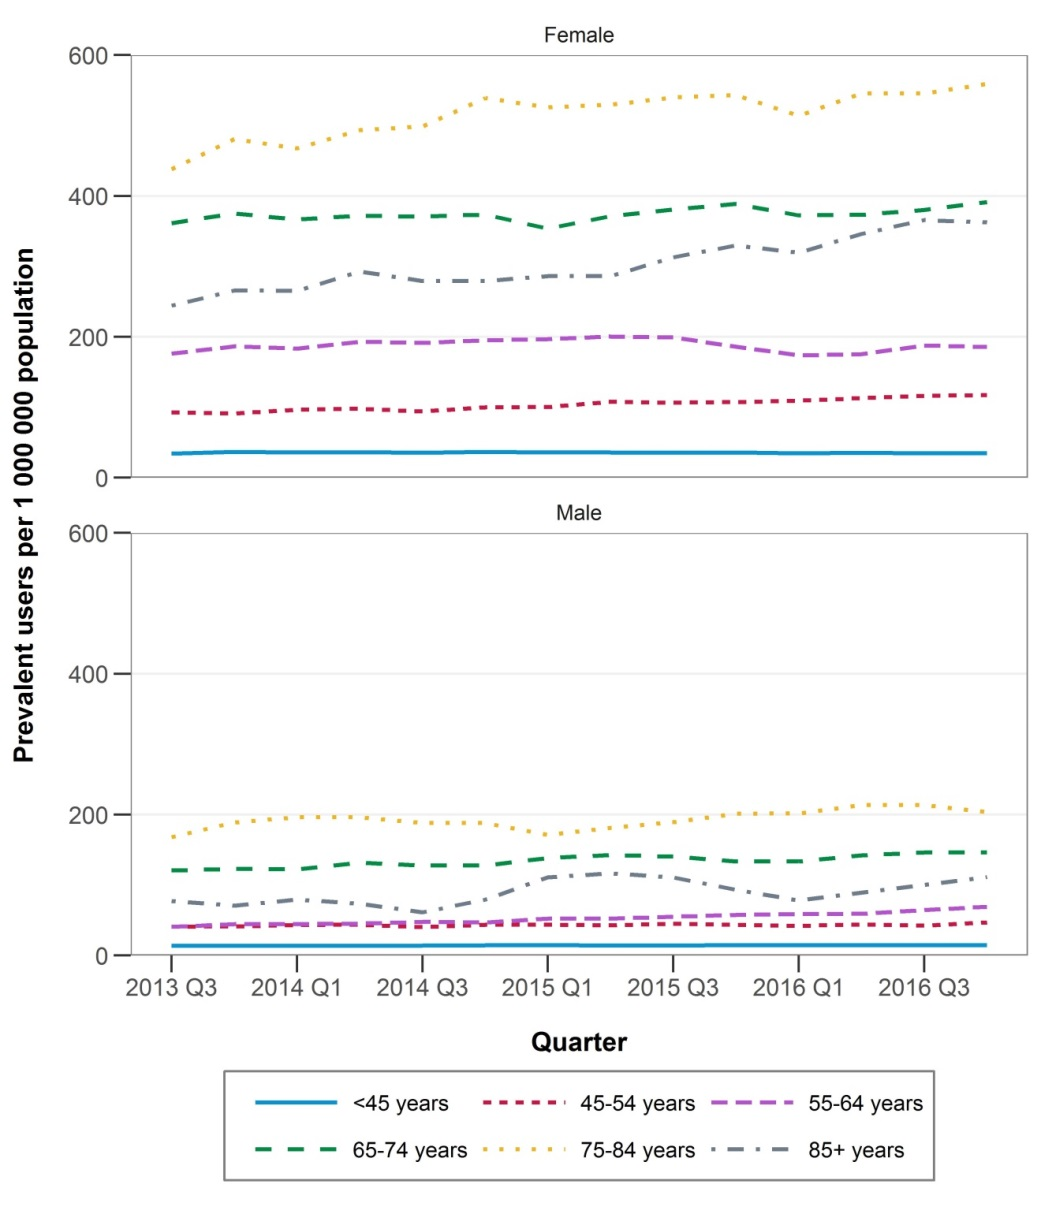 Female
600
400
200
0
Male
600
400
200
0
Prevalent users per 1 000 000 population
2013 Q3 2014 Q1 2014 Q3 2015 Q1 2015 Q3 2016 Q1 2016 Q3
Quarter
<45 years 45-54 years 55-64 years
65-74 years 75-84 years 85+ years